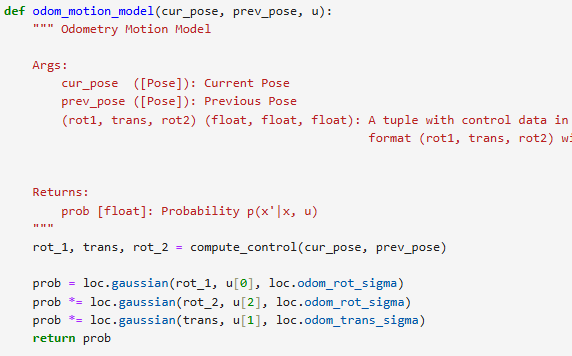 def odom_motion_model(cur_pose, prev_pose, u):
    """ Odometry Motion Model

    Args:
        cur_pose  ([Pose]): Current Pose
        prev_pose ([Pose]): Previous Pose
        (rot1, trans, rot2) (float, float, float): A tuple with control data in
                                                   format (rot1, trans, rot2) wi

    Returns:
        prob [float]: Probability p(x'|x, u)
    """
    rot_1, trans, rot_2 = compute_control(cur_pose, prev_pose)

    prob = loc.gaussian(rot_1, u[0], loc.odom_rot_sigma)
    prob *= loc.gaussian(rot_2, u[2], loc.odom_rot_sigma)
    prob *= loc.gaussian(trans, u[1], loc.odom_trans_sigma)
    return prob